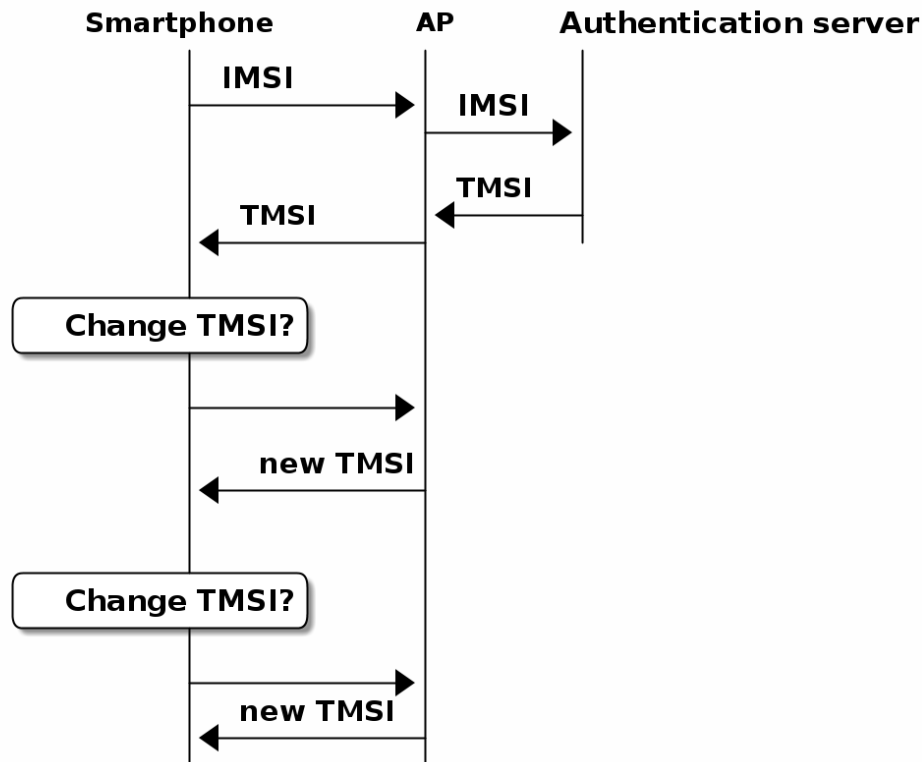 Smartphone AP Authentication server
IMSI
IMSI
TMSI
TMSI
Change TMSI?
new TMSI
Change TMSI?
new TMSI